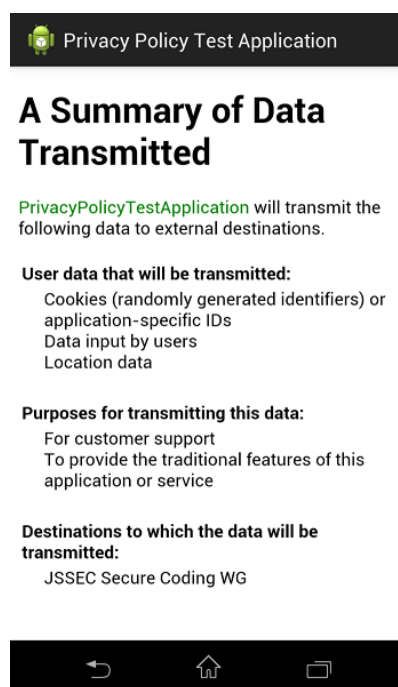 Privacy Policy Test Application
A Summary of Data
Transmitted
PrivacyPolicyTestApplication will transmit the
following data to external destinations.
User data that will be transmitted:
Cookies (randomly generated identifiers) or
application-specific IDs
Data input by users
Location data
Purposes for transmitting this data:
For customer support
To provide the traditional features of this
application or service
Destinations to which the data will be
transmitted:
JSSEC Secure Coding WG